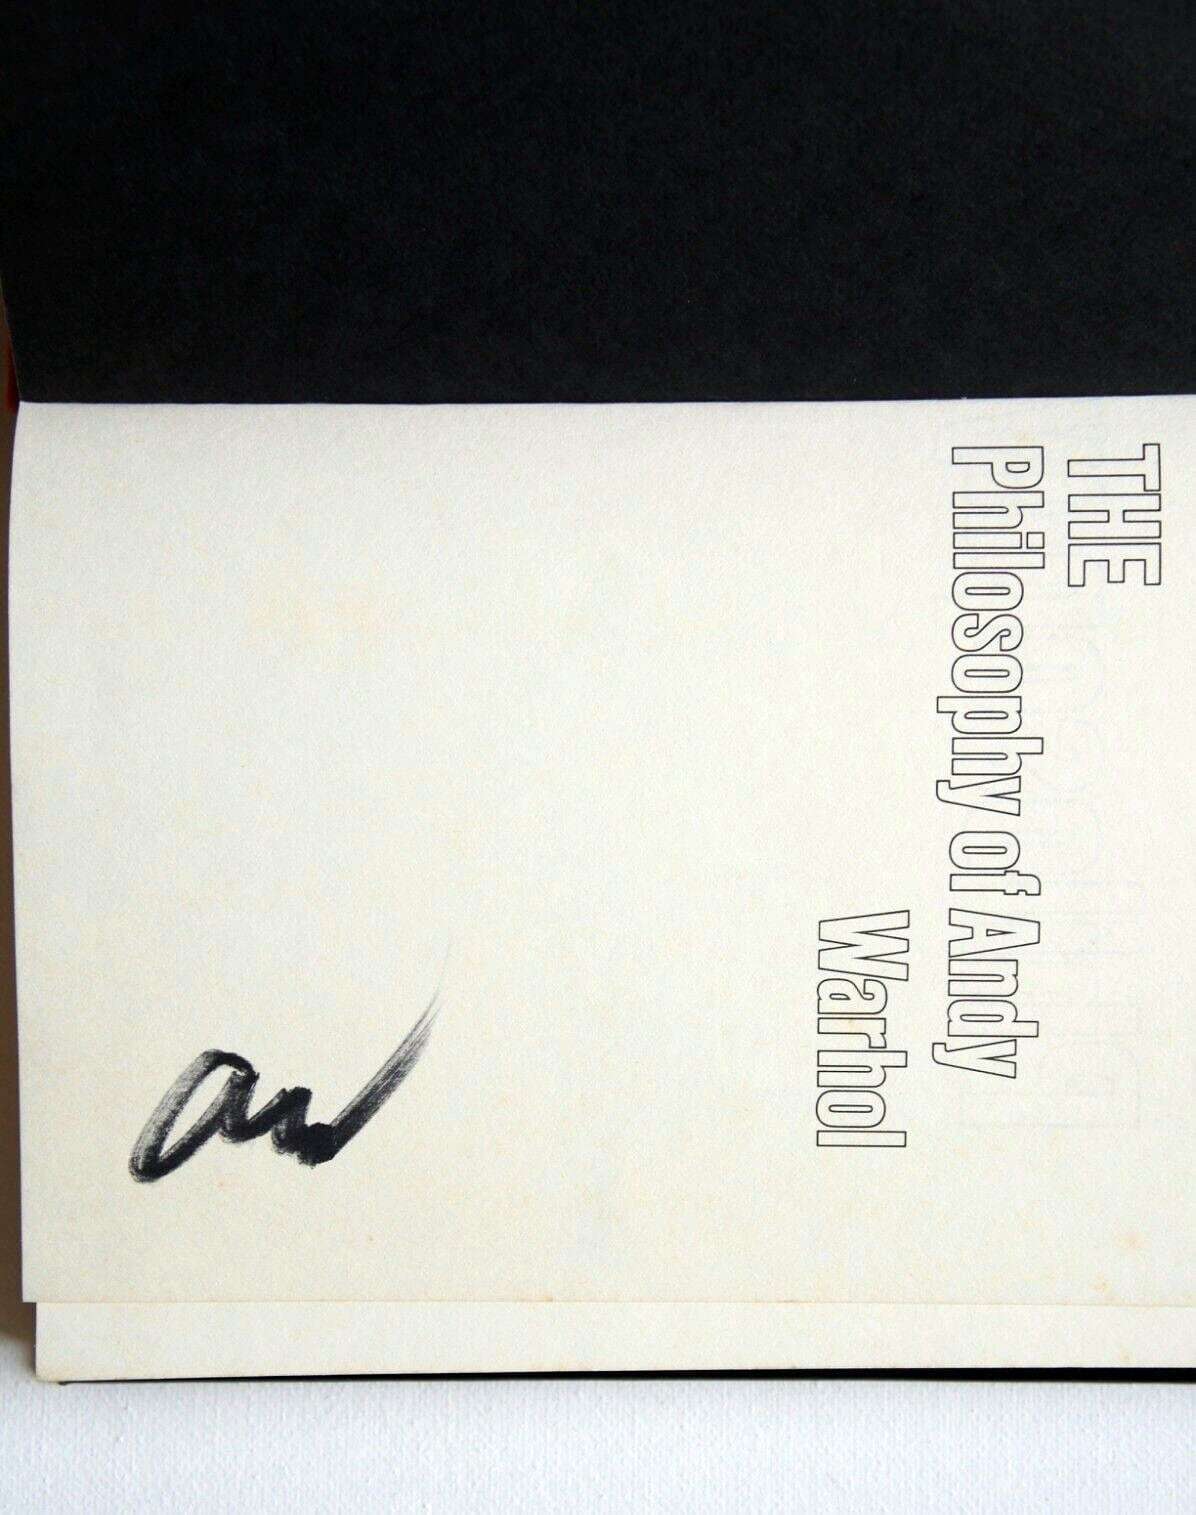 THE
Philosophy of Andy
Warhol
aw